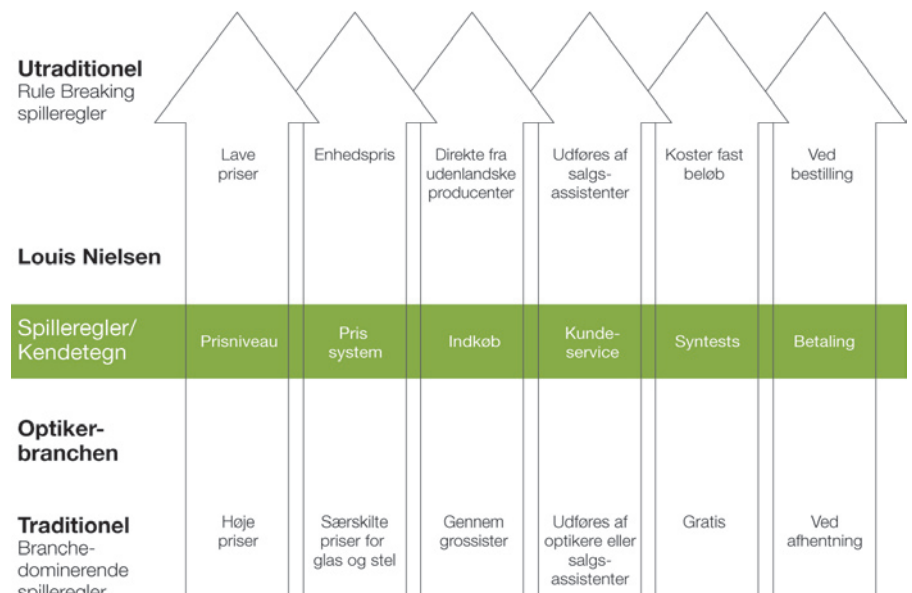 Utraditionel
Rule Breaking
spilleregler
Lave
priser
Enhedspris
Direkte fra
udenlandske
producenter
Udføres af
salgs-
assistenter
Koster fast
beløb
Ved
bestilling
Louis Nielsen
Spilleregler/
Kendetegn
Prisniveau
Pris
system
Indkøb
Kunde-
service
Syntests
Betaling
Optiker-
branchen
Traditionel
Branche-
dominerende
spilleregler
Høje
priser
Særskilte
priser for
glas og stel
Gennem
grossister
Udføres af
optikere eller
salgs-
assistenter
Gratis
Ved
afhentning